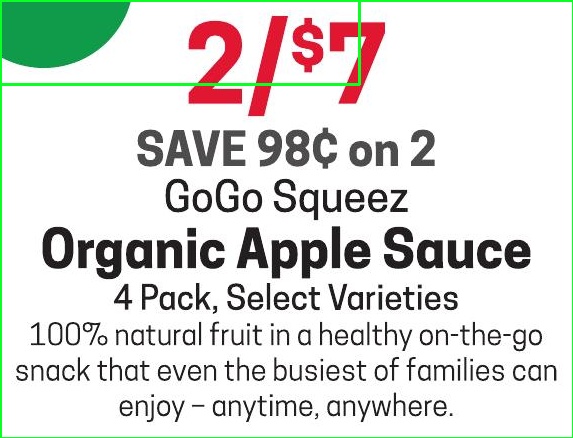 2/$7
SAVE 98¢ on 2
GoGo Squeez
Organic Apple Sauce
4 Pack, Select Varieties
100% natural fruit in a healthy on-the-go
snack that even the busiest of families can
enjoy – anytime, anywhere.